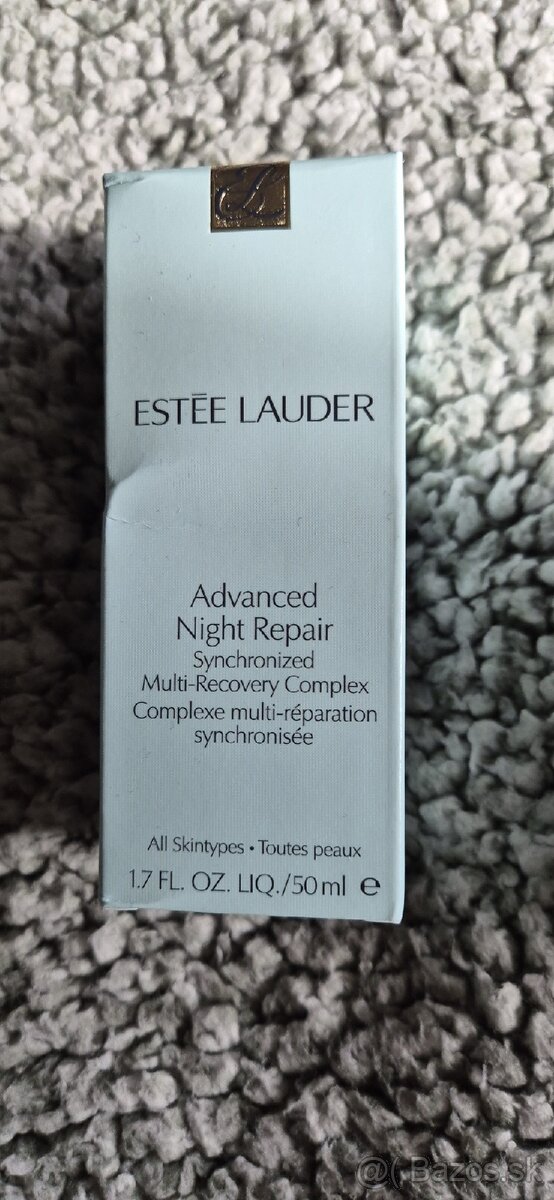 ESTĒE LAUDER
Advanced
Night Repair
Synchronized
Multi-Recovery Complex
Complexe multi-réparation
synchronisée
All Skintypes • Toutes peaux
1.7 FL. OZ. LIQ./50 ml e
@( Bazos.sk